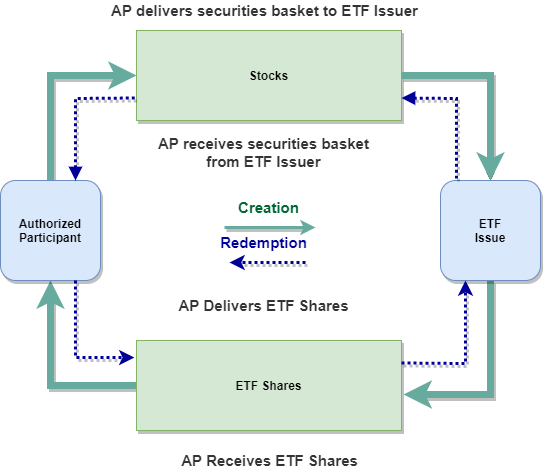 AP delivers securities basket to ETF Issuer
Stocks
AP receives securities basket
from ETF Issuer
Authorized
Participant
Creation
Redemption
ETF
Issue
AP Delivers ETF Shares
ETF Shares
AP Receives ETF Shares